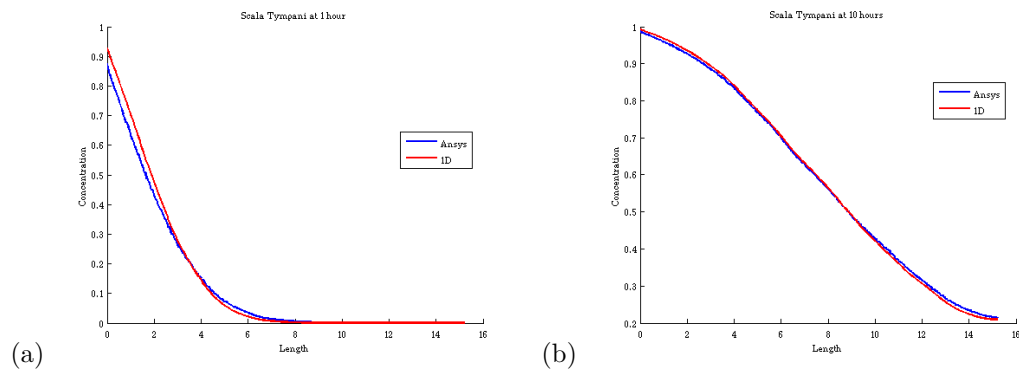 Scala Tympani at 1 hour
1
0.9
0.8
0.7
0.6
0.5
0.4
0.3
0.2
0.1
0
Concentration
0 2 4 6 8 10 12 14 16
Length
Ansys
1D
(a)
Scala Tympani at 10 hours
1
0.9
0.8
0.7
0.6
0.5
0.4
0.3
0.2
Concentration
0 2 4 6 8 10 12 14 16
Length
Ansys
1D
(b)